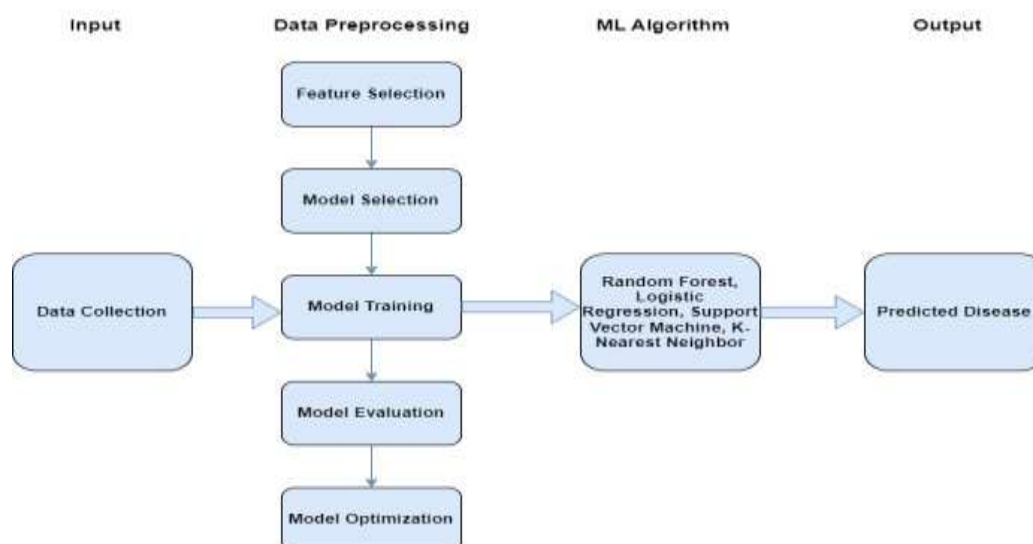 Input
Data Preprocessing
ML Algorithm
Output
Feature Selection
Model Selection
Data Collection
Model Training
Random Forest,
Logistic
Regression, Support
Vector Machine, K-
Nearest Neighbor
Predicted Disease
Model Evaluation
Model Optimization